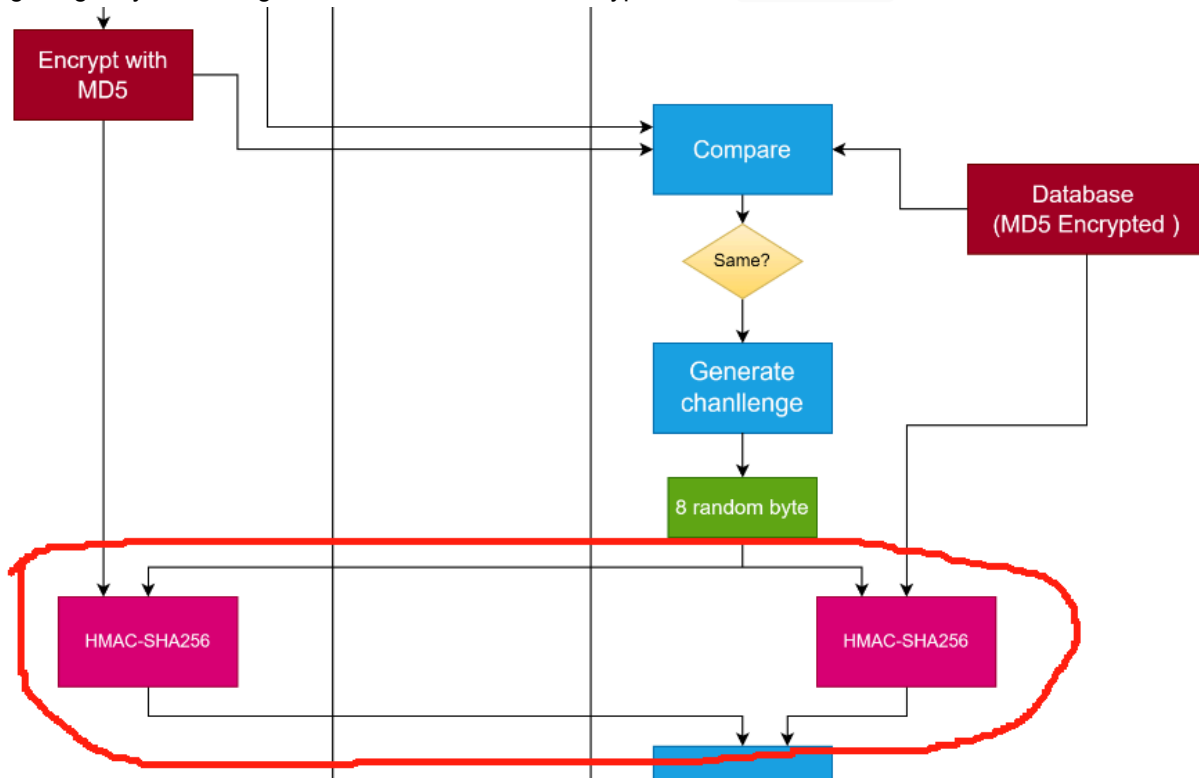 Encrypt with
MD5
Compare
Database
(MD5 Encrypted )
Same?
Generate
chanllenge
8 random byte
HMAC-SHA256
HMAC-SHA256